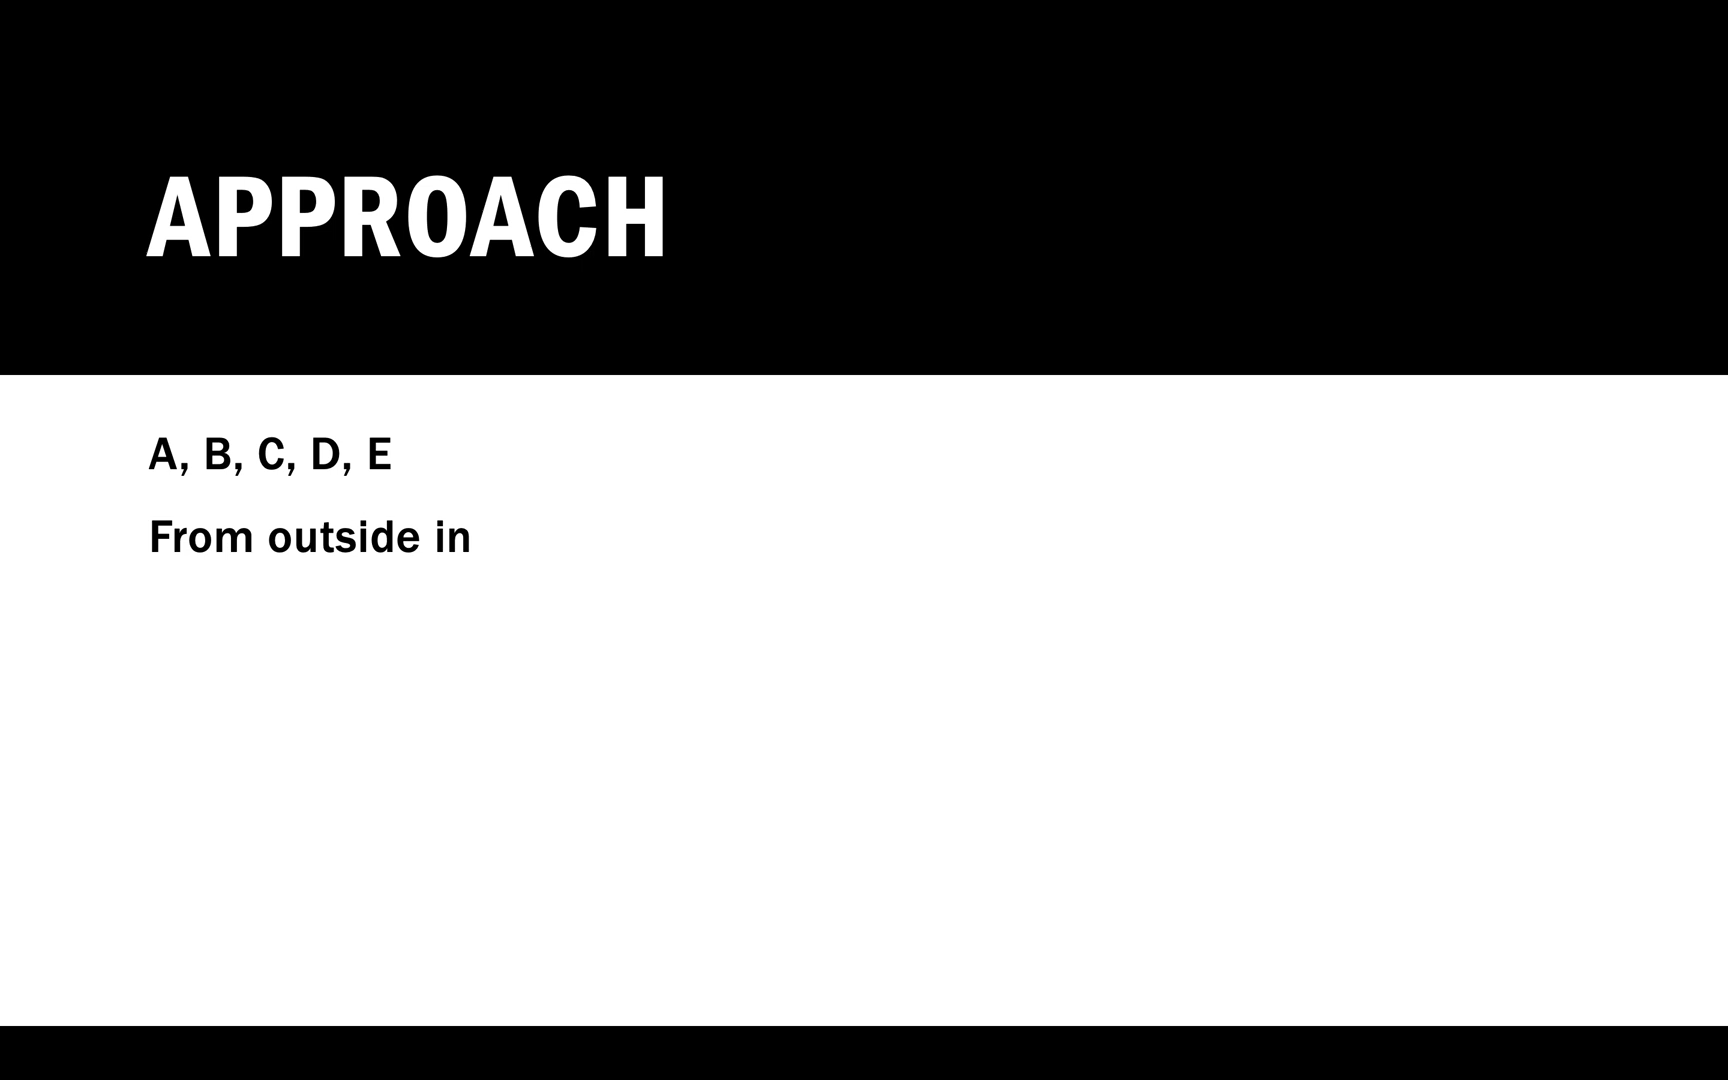 APPROACH
A, B, C, D, E
From outside in